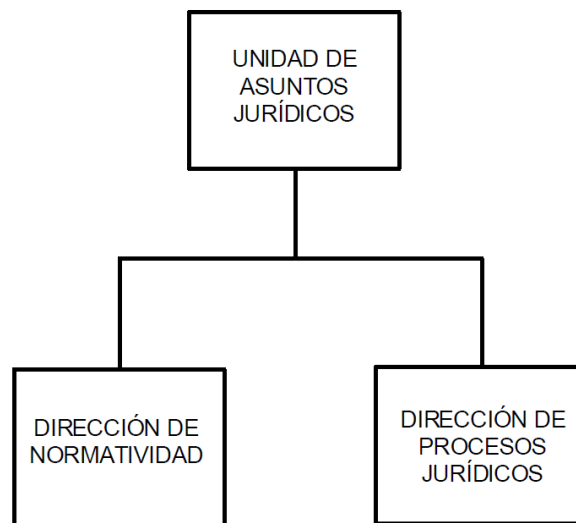 UNIDAD DE
ASUNTOS
JURÍDICOS
DIRECCIÓN DE
NORMATIVIDAD
DIRECCIÓN DE
PROCESOS
JURÍDICOS